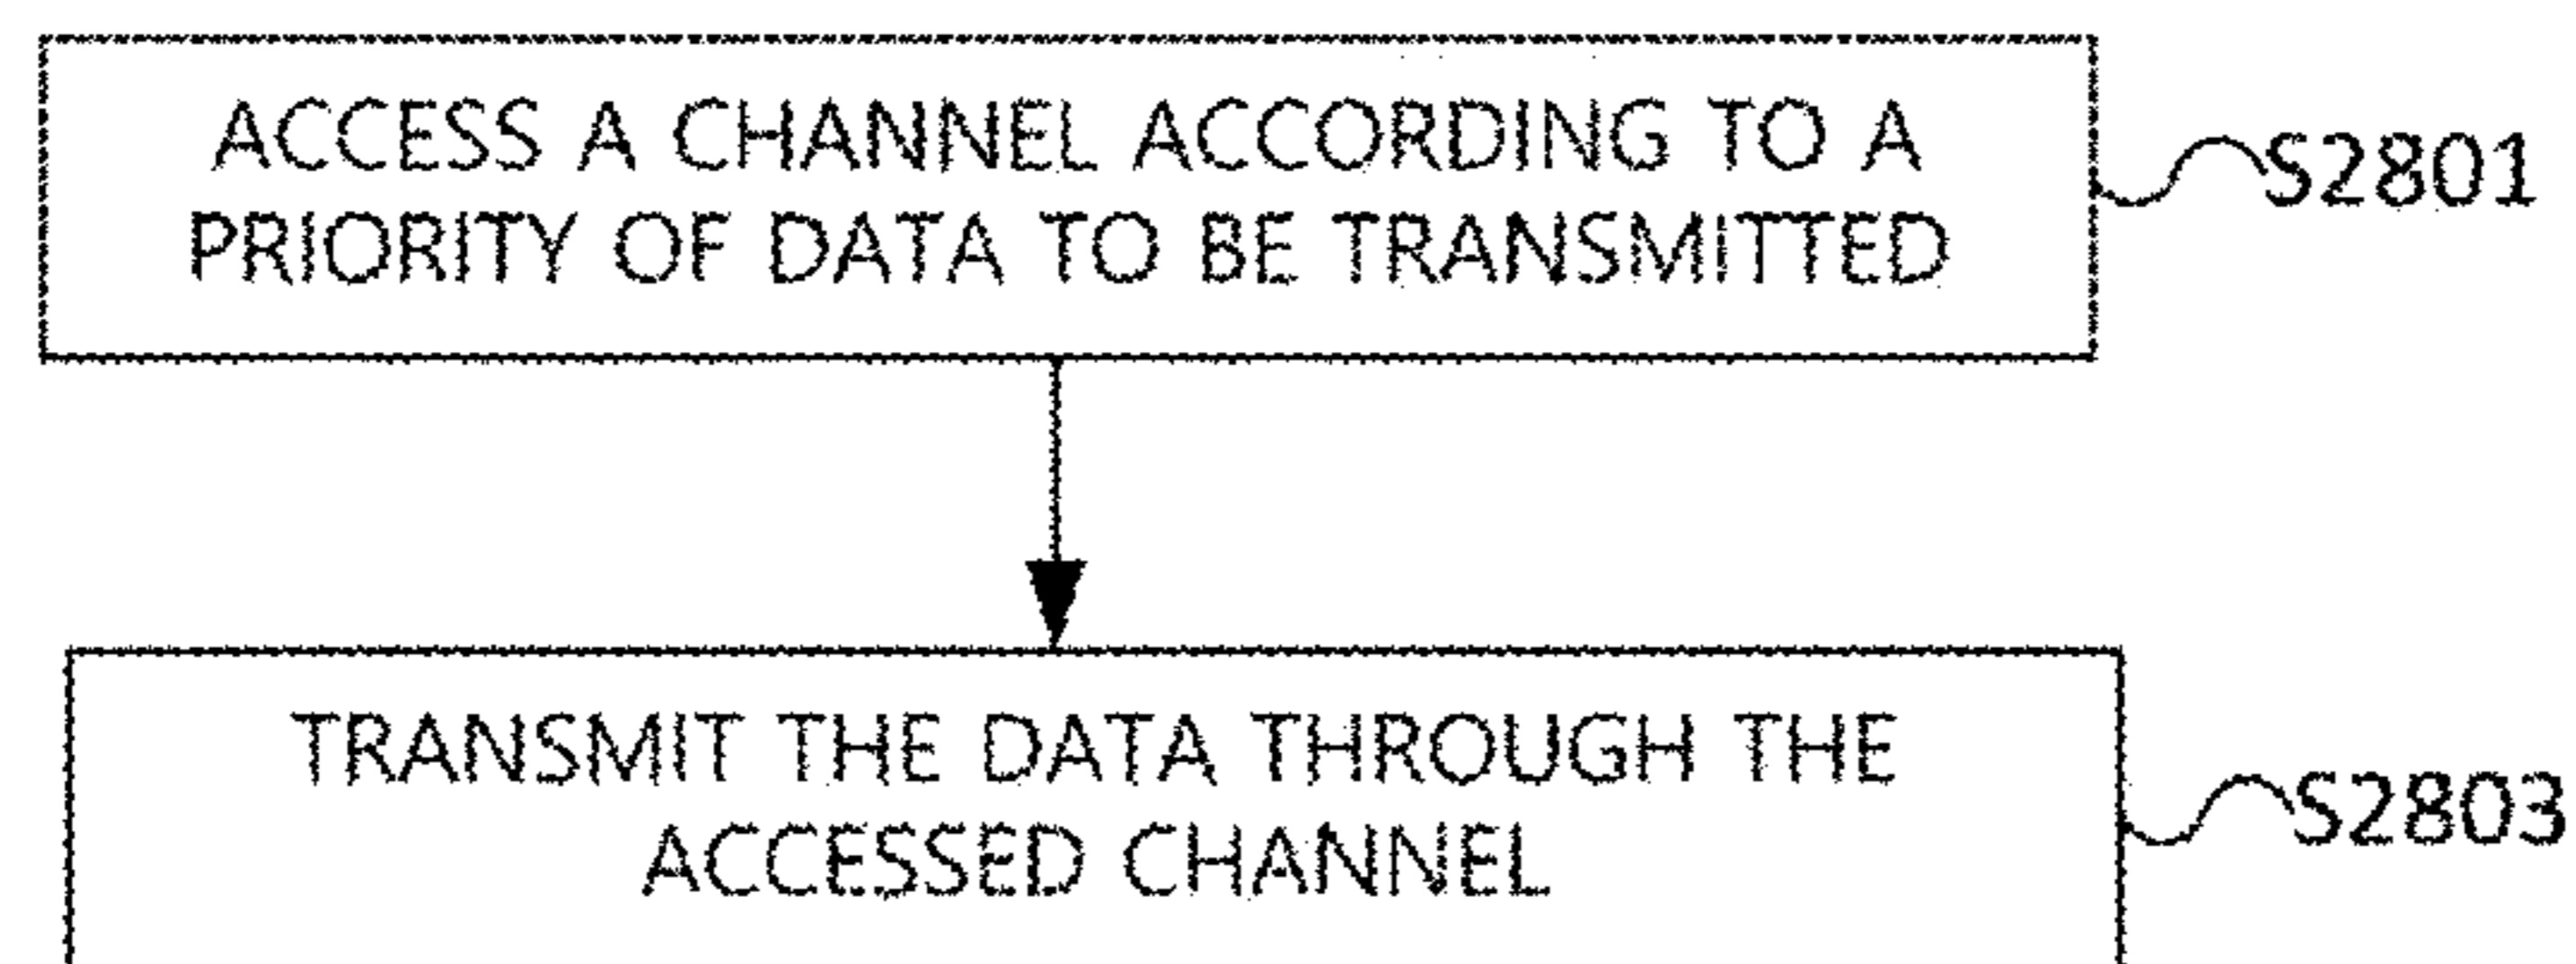 ACCESS A CHANNEL ACCORDING TO A
PRIORITY OF DATA TO BE TRANSMITTED
S2801
TRANSMIT THE DATA THROUGH THE
ACCESSED CHANNEL
S2803